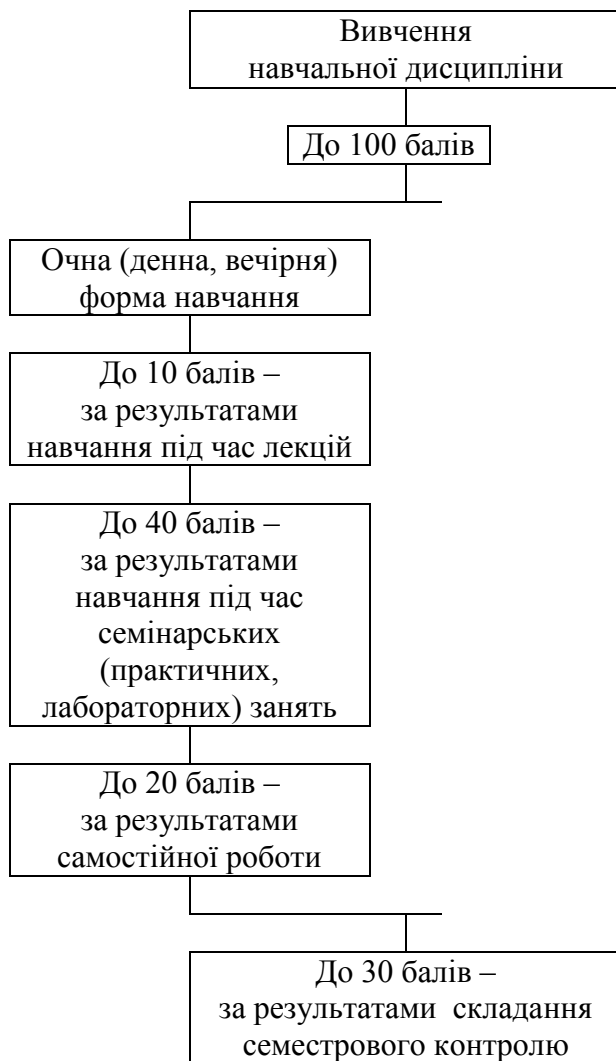 Вивчення
навчальної дисципліни
До 100 балів
Очна (денна, вечірня)
форма навчання
До 10 балів –
за результатами
навчання під час лекцій
До 40 балів –
за результатами
навчання під час
семінарських
(практичних,
лабораторних) занять
До 20 балів –
за результатами
самостійної роботи
До 30 балів –
за результатами складання
семестрового контролю